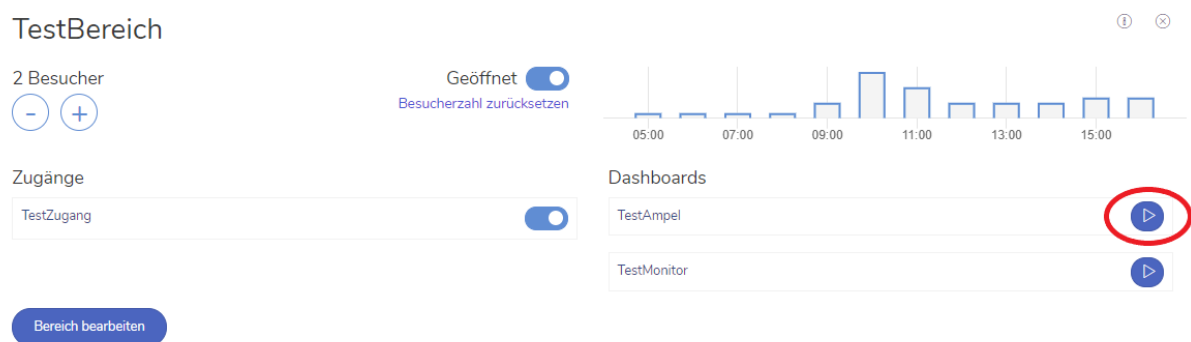 TestBereich
2 Besucher
Geöffnet
- +
Besucherzahl zurücksetzen
05:00 07:00 09:00 11:00 13:00 15:00
Zugänge
TestZugang
Dashboards
TestAmpel
TestMonitor
Bereich bearbeiten